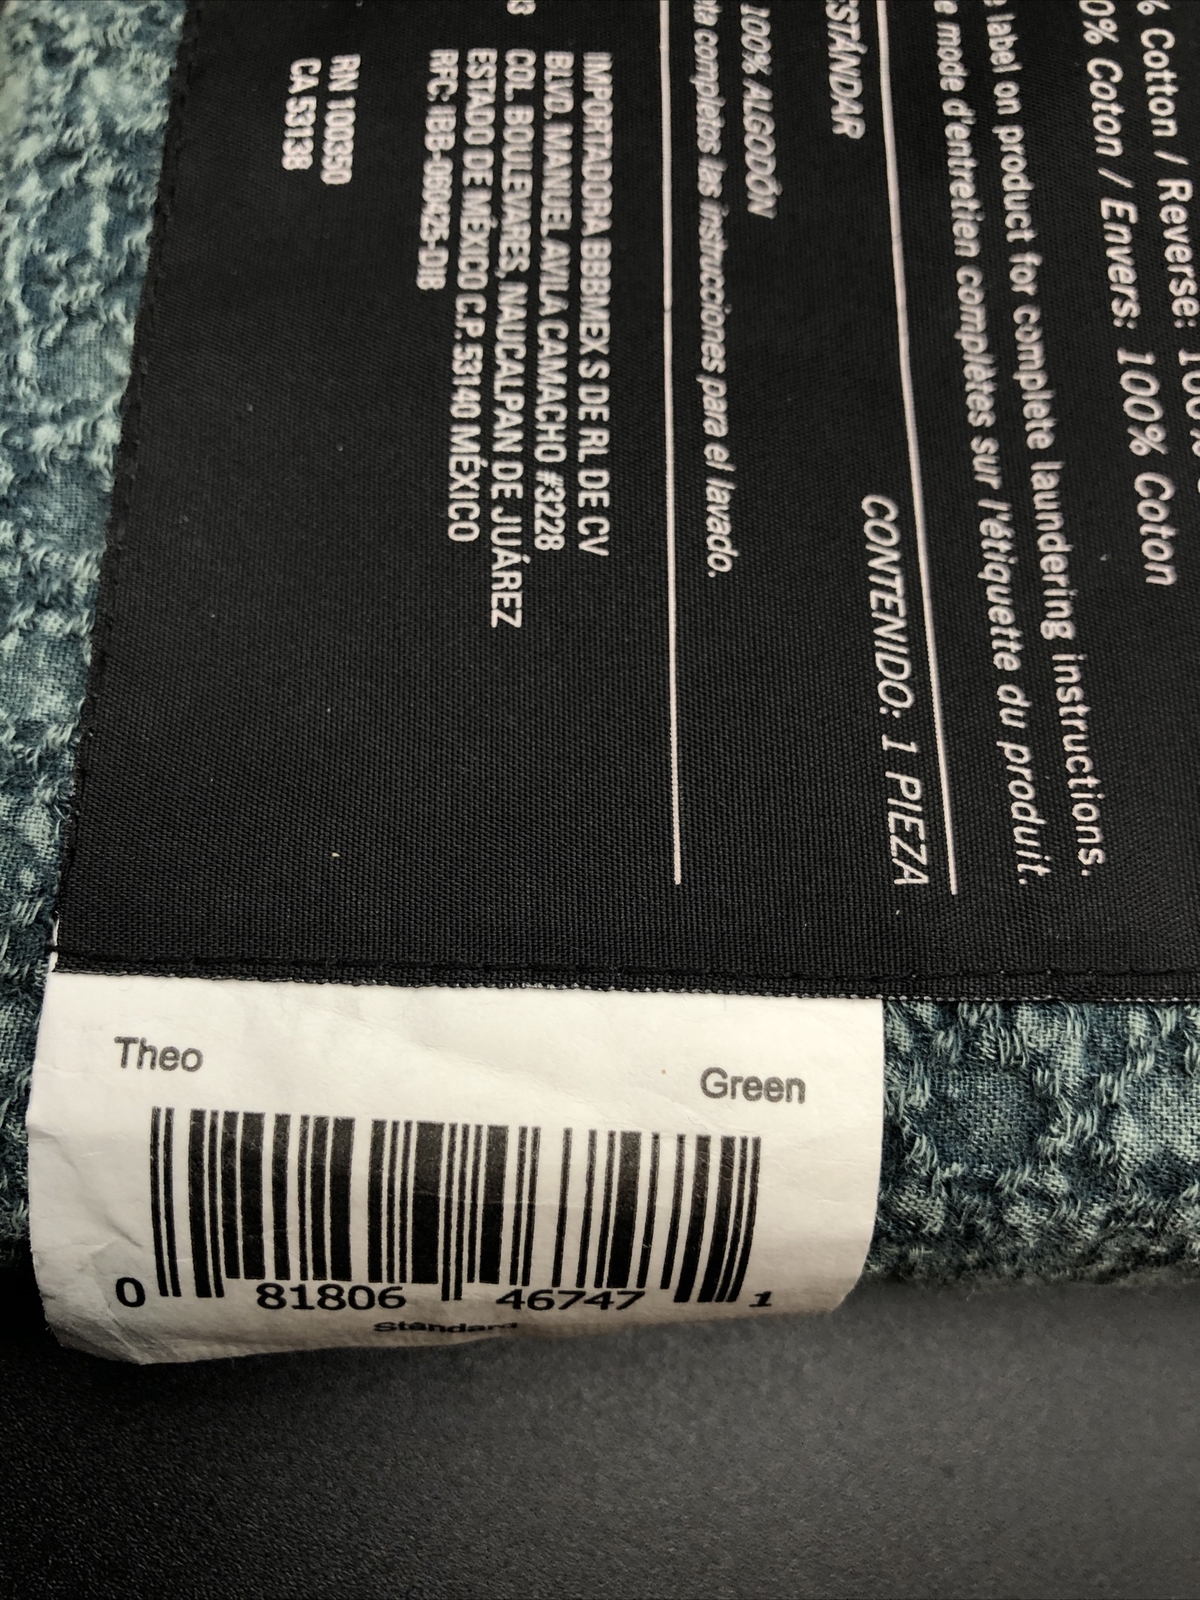 % Cotton / Reverse: 100%
0% Coton / Envers: 100% Coton
label on product for complete laundering instructions.
mode d'entretien complètes sur l'étiquette du produit.
ESTÁNDAR CONTENIDO: 1 PIEZA
100% ALGODÓN
completas las instrucciones para el lavado.
IMPORTADORA BBBMEX S DE RL DE CV
BLVD. MANUEL AVILA CAMACHO #3228
COL. BOULEVARES, NAUCALPAN DE JUÁREZ
ESTADO DE MÉXICO C.P. 53140 MÉXICO
RFC: IBB-060425-DI8
RN 100350
CA 53138
Theo
Green
0 81806 46747 1
Standard